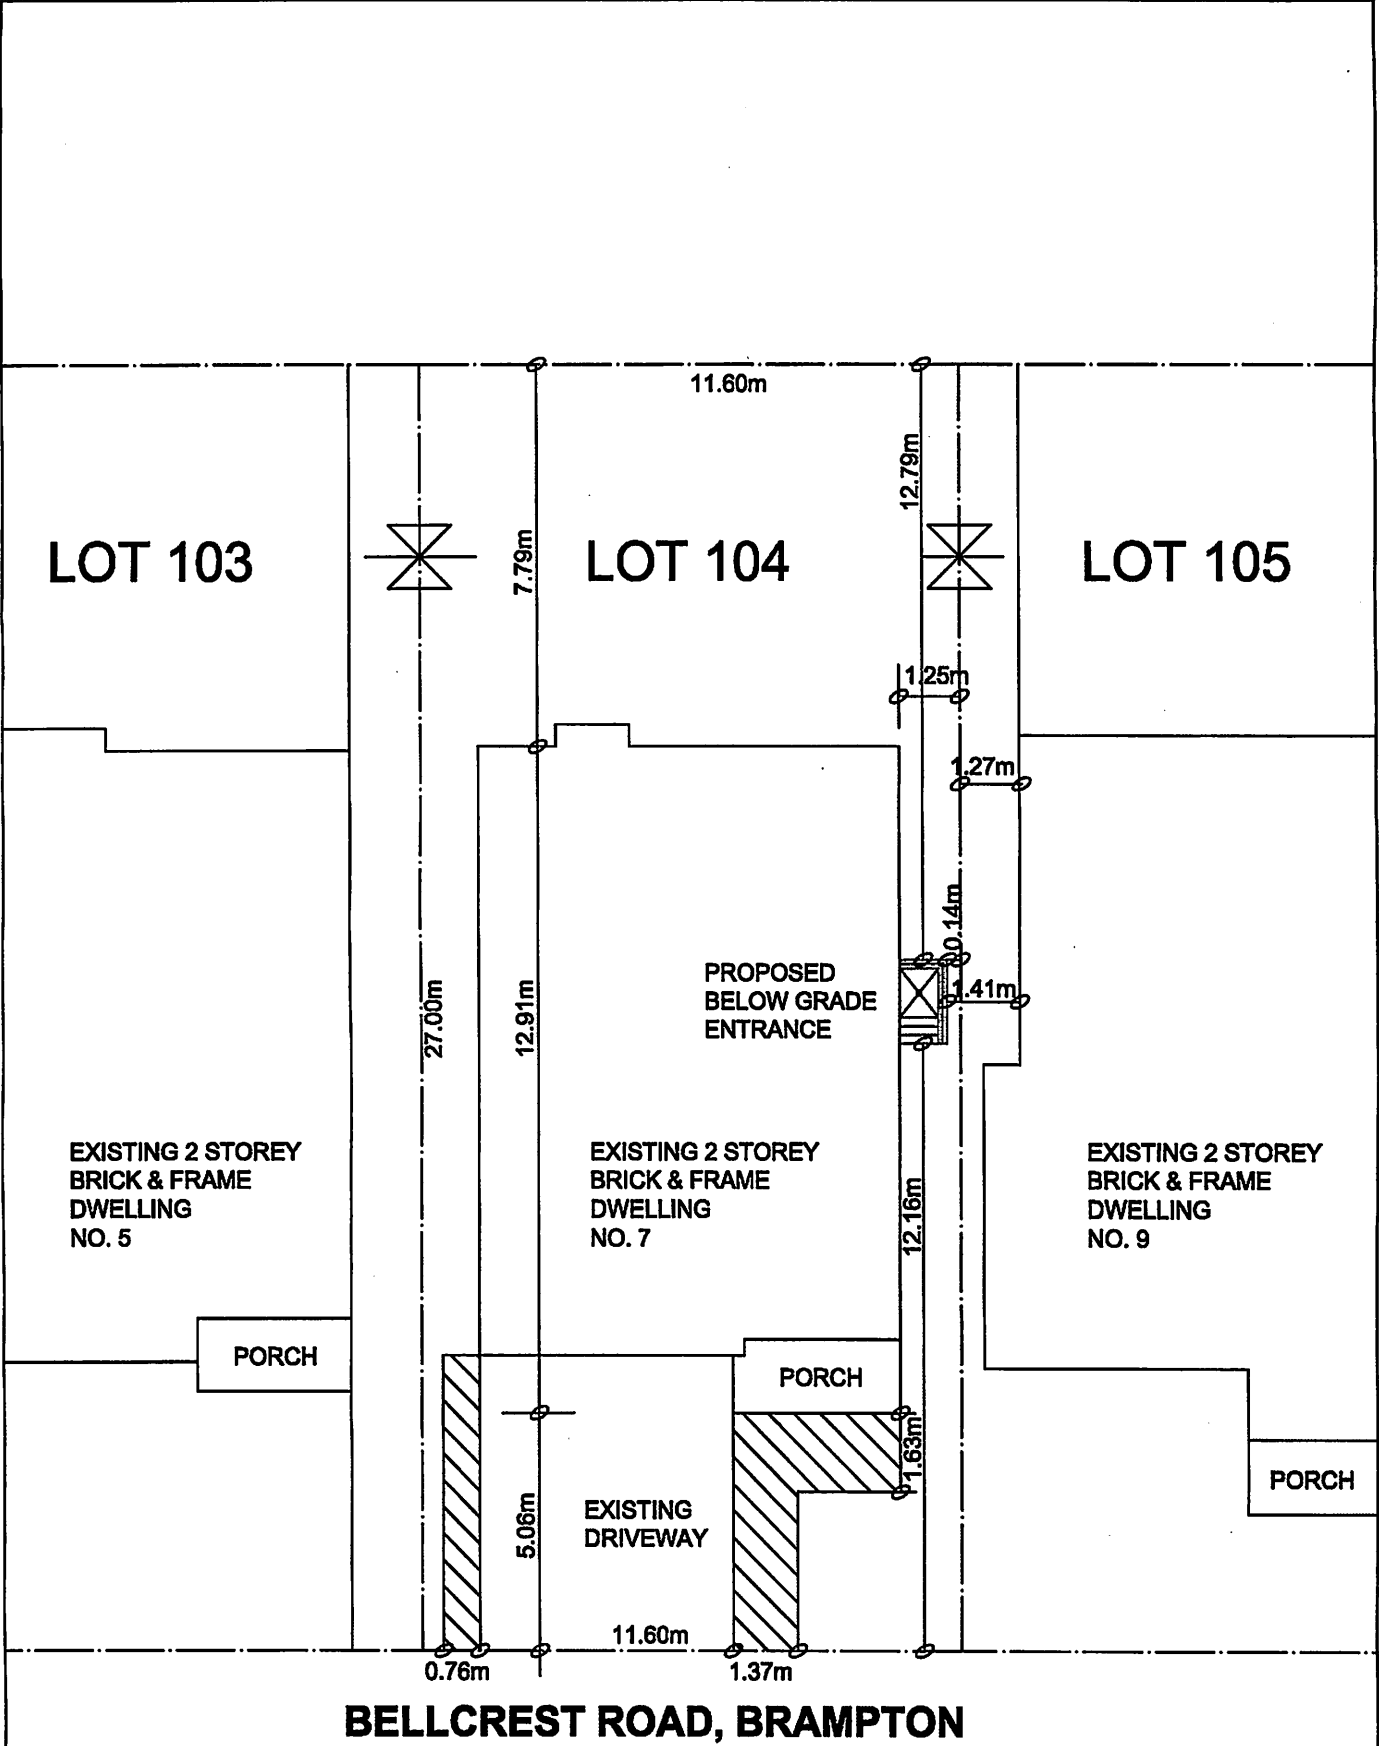 11.60m
12.79m
LOT 103
7.79m
LOT 104
LOT 105
1.25m
1.27m
0.14m
PROPOSED
BELOW GRADE
ENTRANCE
1.41m
27.00m
12.91m
EXISTING 2 STOREY
BRICK & FRAME
DWELLING
NO. 5
EXISTING 2 STOREY
BRICK & FRAME
DWELLING
NO. 7
12.16m
EXISTING 2 STOREY
BRICK & FRAME
DWELLING
NO. 9
PORCH
PORCH
1.63m
PORCH
5.06m
EXISTING
DRIVEWAY
11.60m
0.76m
1.37m
BELLCREST ROAD, BRAMPTON